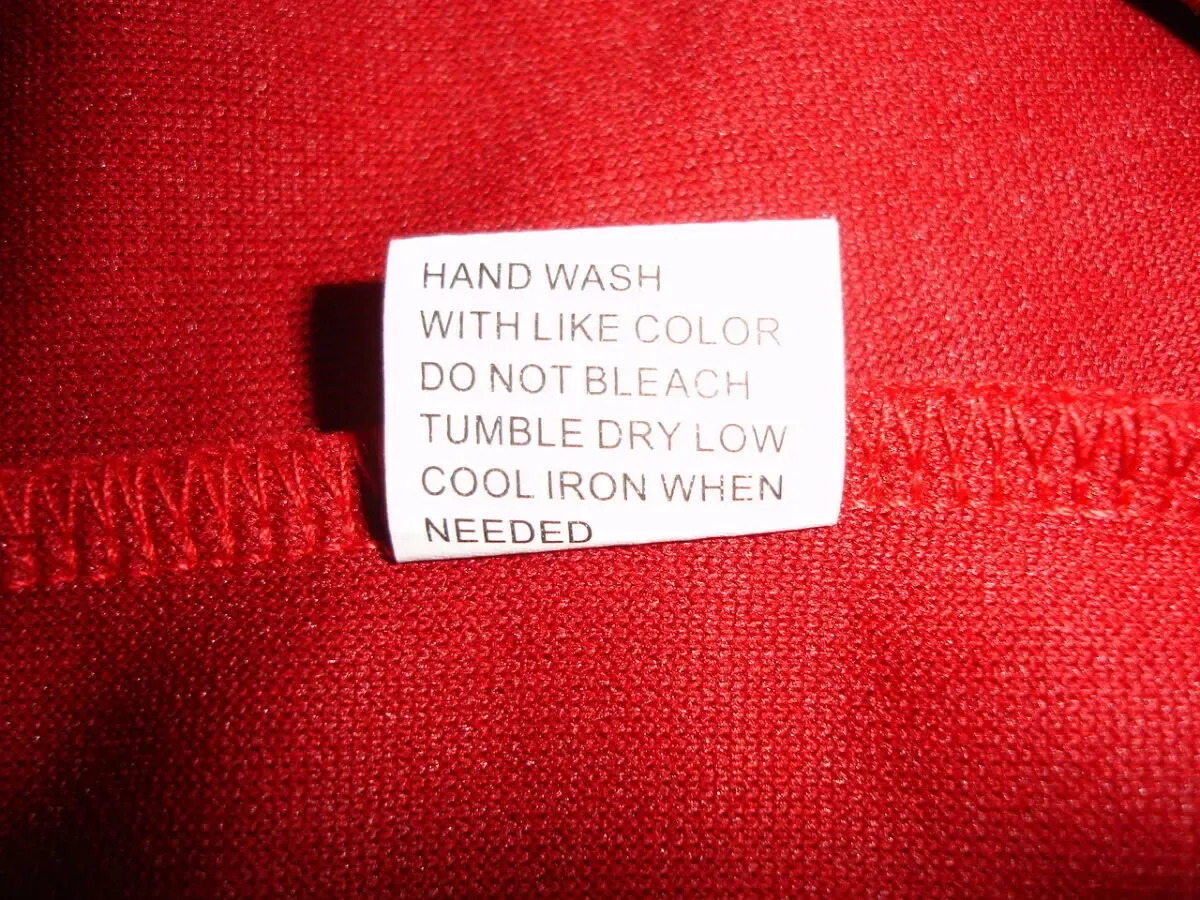 HAND WASH
WITH LIKE COLOR
DO NOT BLEACH
TUMBLE DRY LOW
COOL IRON WHEN
NEEDED